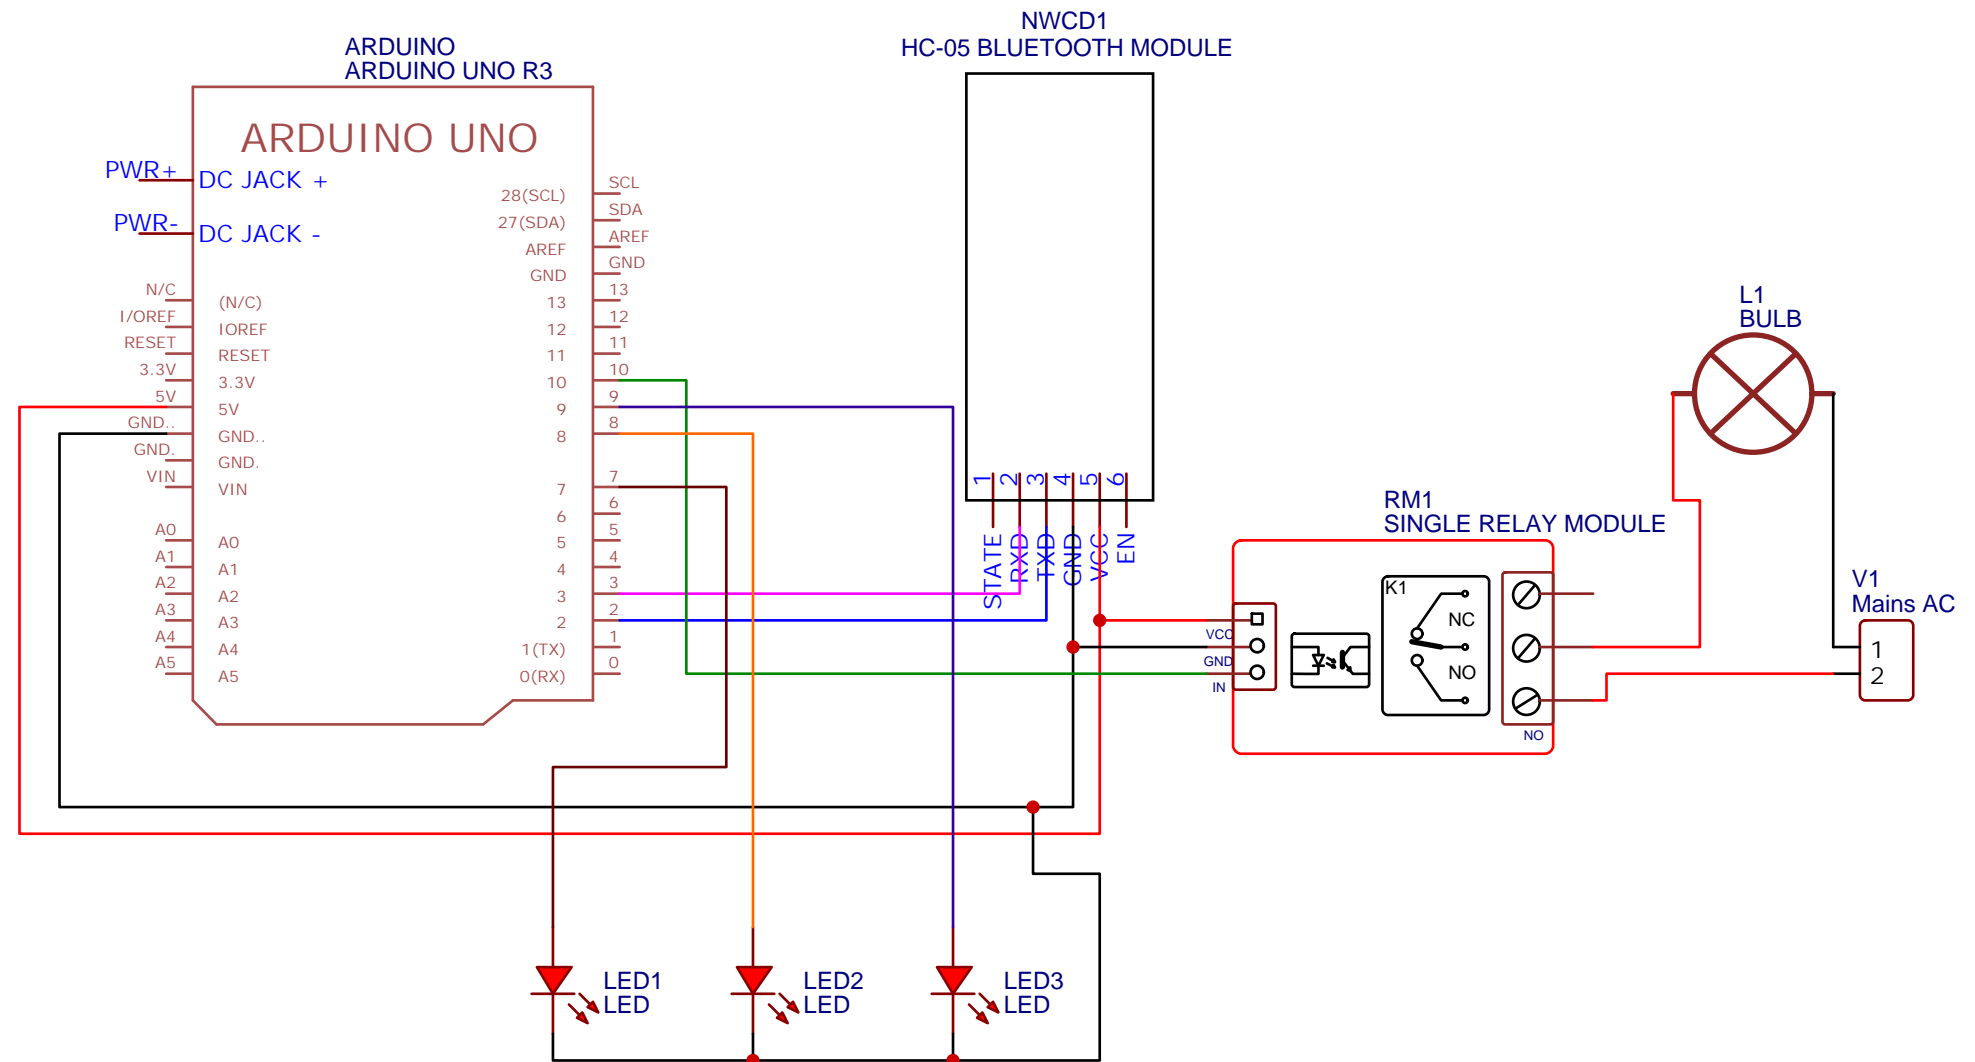 NWCD1
HC-05 BLUETOOTH MODULE
ARDUINO
ARDUINO UNO R3
ARDUINO UNO
PWR+
DC JACK +
PWR-
DC JACK -
28(SCL) SCL
27(SDA) SDA
AREF AREF
GND GND
N/C (N/C)
I/OREF IOREF
RESET RESET
3.3V 3.3V
5V 5V
GND.. GND..
GND. GND.
VIN VIN
A0 A0
A1 A1
A2 A2
A3 A3
A4 A4
A5 A5
13 13
12 12
11 11
10 10
9 9
8 8
7 7
6 6
5 5
4 4
3 3
2 2
1(TX) 1
0(RX) 0
1 STATE
2 RXD
3 TXD
4 GND
5 VCC
6 EN
L1
BULB
RM1
SINGLE RELAY MODULE
K1
NC
NO
VCC
GND
IN
NO
V1
Mains AC
1
2
LED1
LED
LED2
LED
LED3
LED